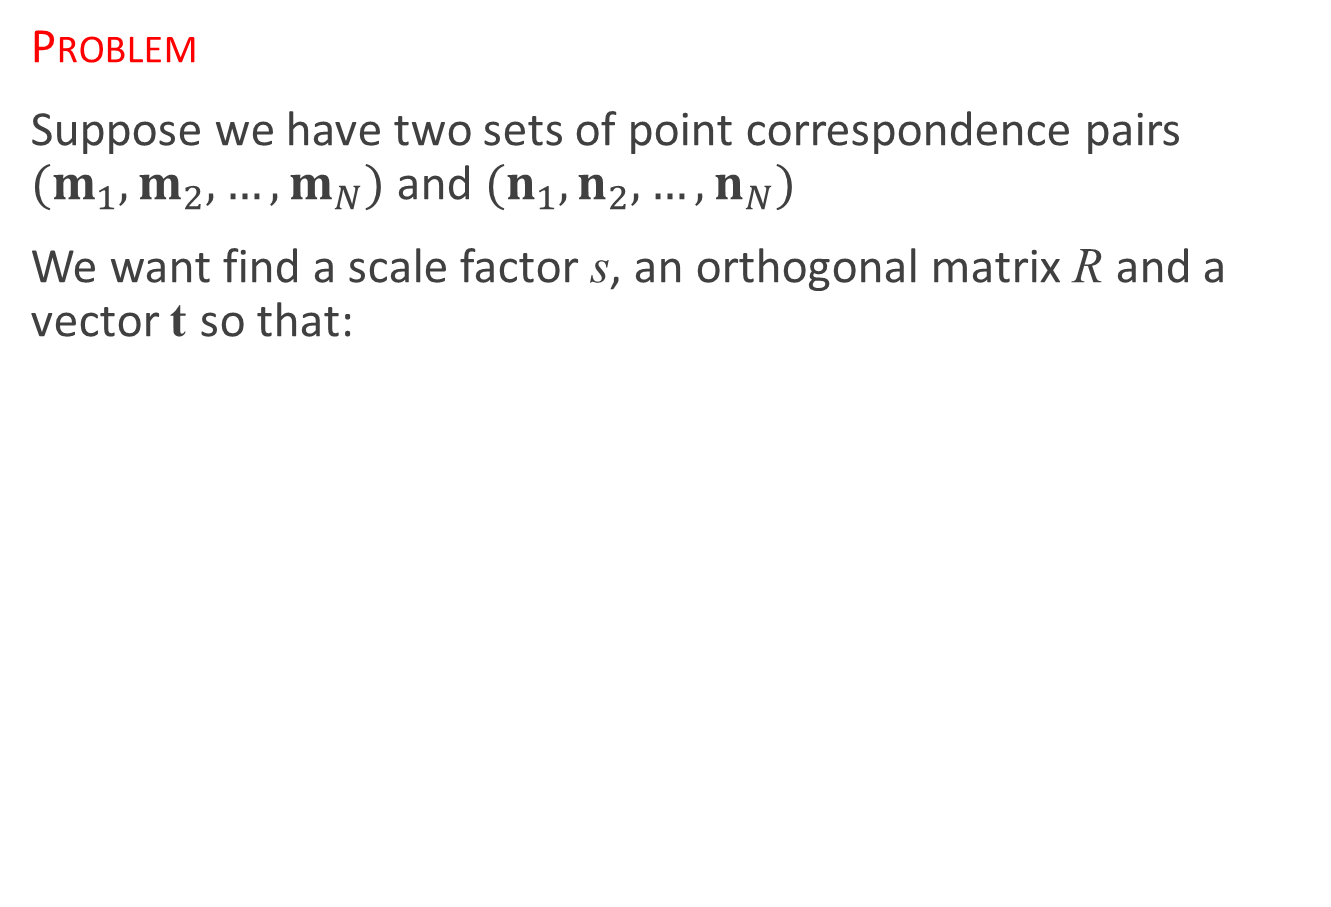 PROBLEM
Suppose we have two sets of point correspondence pairs
(m₁, m₂, … , m_N) and (n₁, n₂, … , n_N)
We want find a scale factor s, an orthogonal matrix R and a
vector t so that: